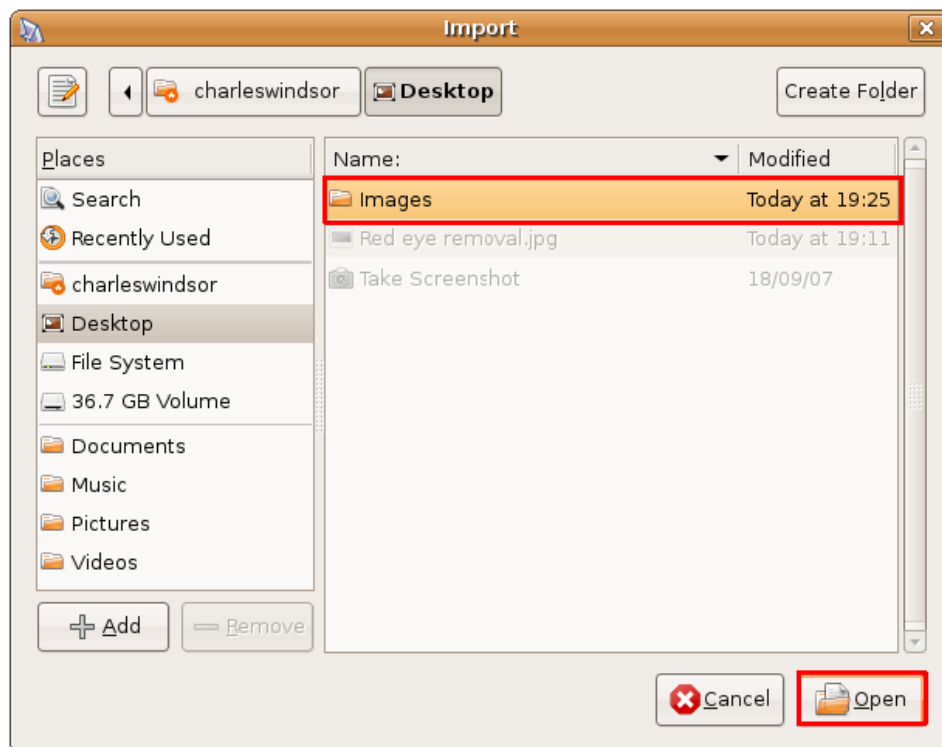 Import
charleswindsor Desktop Create Folder
Places
Search
Recently Used
charleswindsor
Desktop
File System
36.7 GB Volume
Documents
Music
Pictures
Videos
Add Remove
Name: Modified
Images Today at 19:25
Red eye removal.jpg Today at 19:11
Take Screenshot 18/09/07
Cancel Open